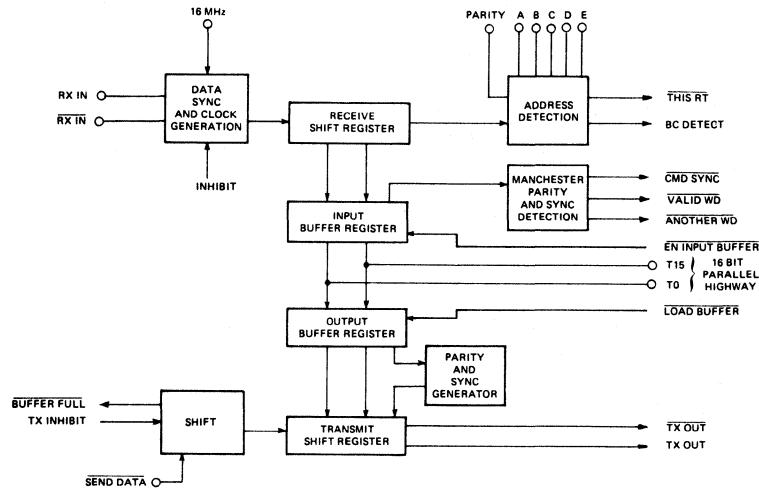 16 MHz
PARITY A B C D E
RX IN
RX IN
DATA
SYNC
AND CLOCK
GENERATION
INHIBIT
RECEIVE
SHIFT REGISTER
ADDRESS
DETECTION
THIS RT
BC DETECT
MANCHESTER
PARITY
AND SYNC
DETECTION
CMD SYNC
VALID WD
ANOTHER WD
INPUT
BUFFER REGISTER
EN INPUT BUFFER
T15
T0
16 BIT
PARALLEL
HIGHWAY
OUTPUT
BUFFER REGISTER
LOAD BUFFER
PARITY
AND
SYNC
GENERATOR
BUFFER FULL
TX INHIBIT
SHIFT
TRANSMIT
SHIFT REGISTER
TX OUT
TX OUT
SEND DATA